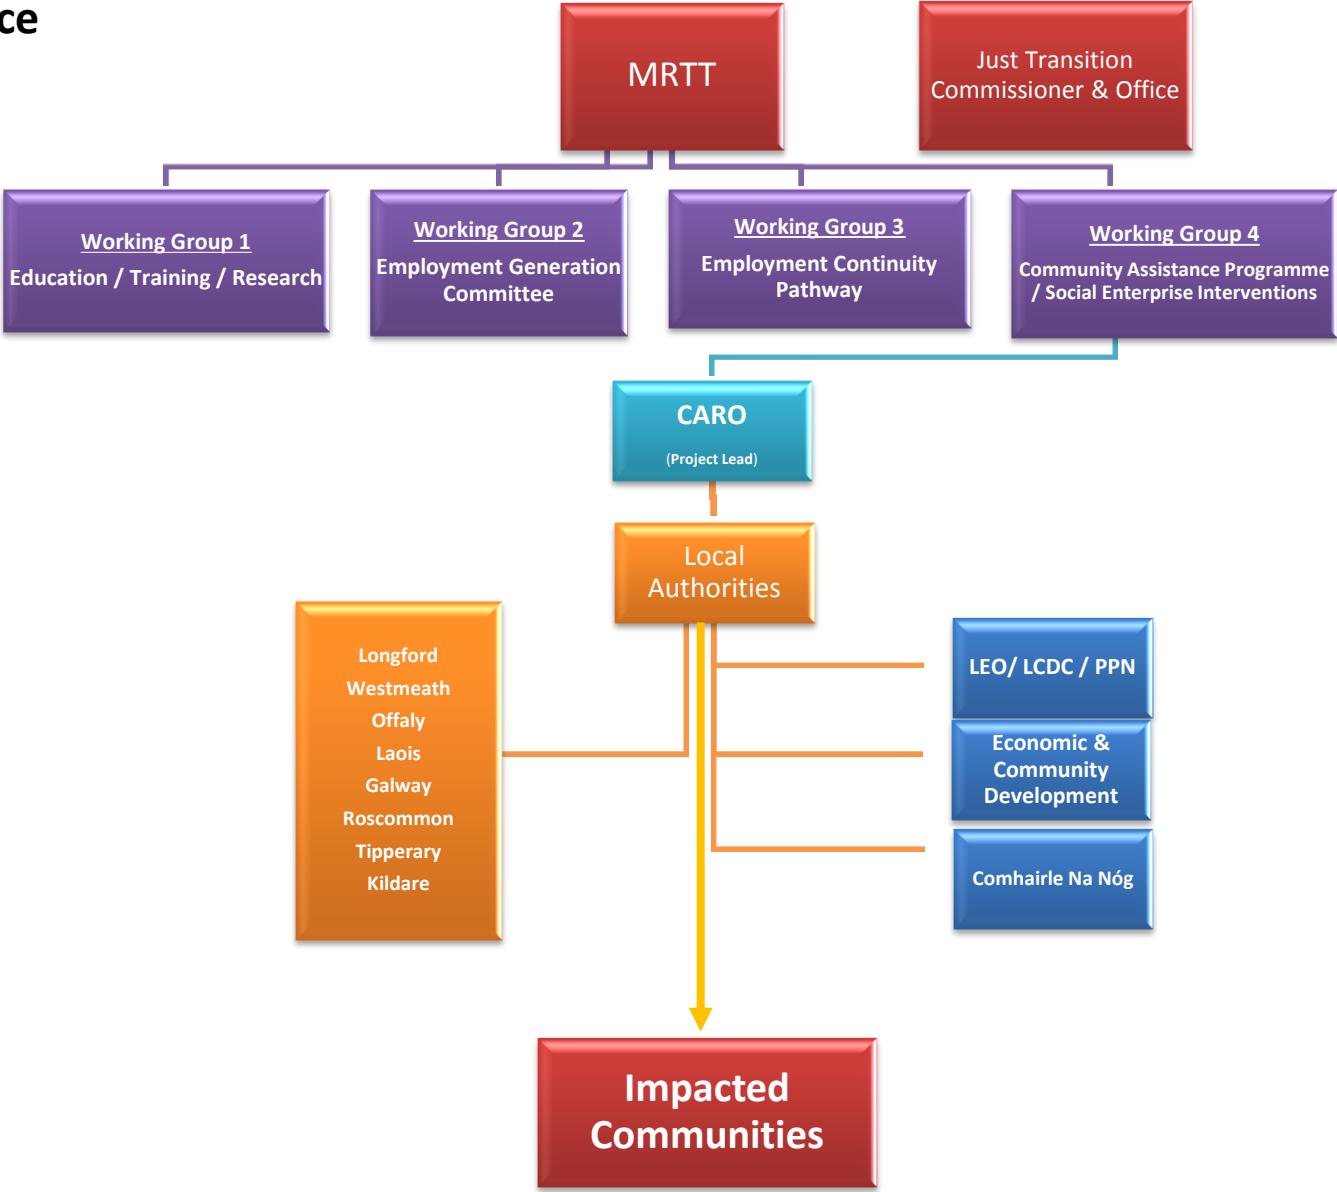 MRTT
Just Transition
Commissioner & Office
Working Group 1
Education / Training / Research
Working Group 2
Employment Generation
Committee
Working Group 3
Employment Continuity
Pathway
Working Group 4
Community Assistance Programme
/ Social Enterprise Interventions
CARO
(Project Lead)
Local
Authorities
Longford
Westmeath
Offaly
Laois
Galway
Roscommon
Tipperary
Kildare
LEO/ LCDC / PPN
Economic &
Community
Development
Comhairle Na Nóg
Impacted
Communities